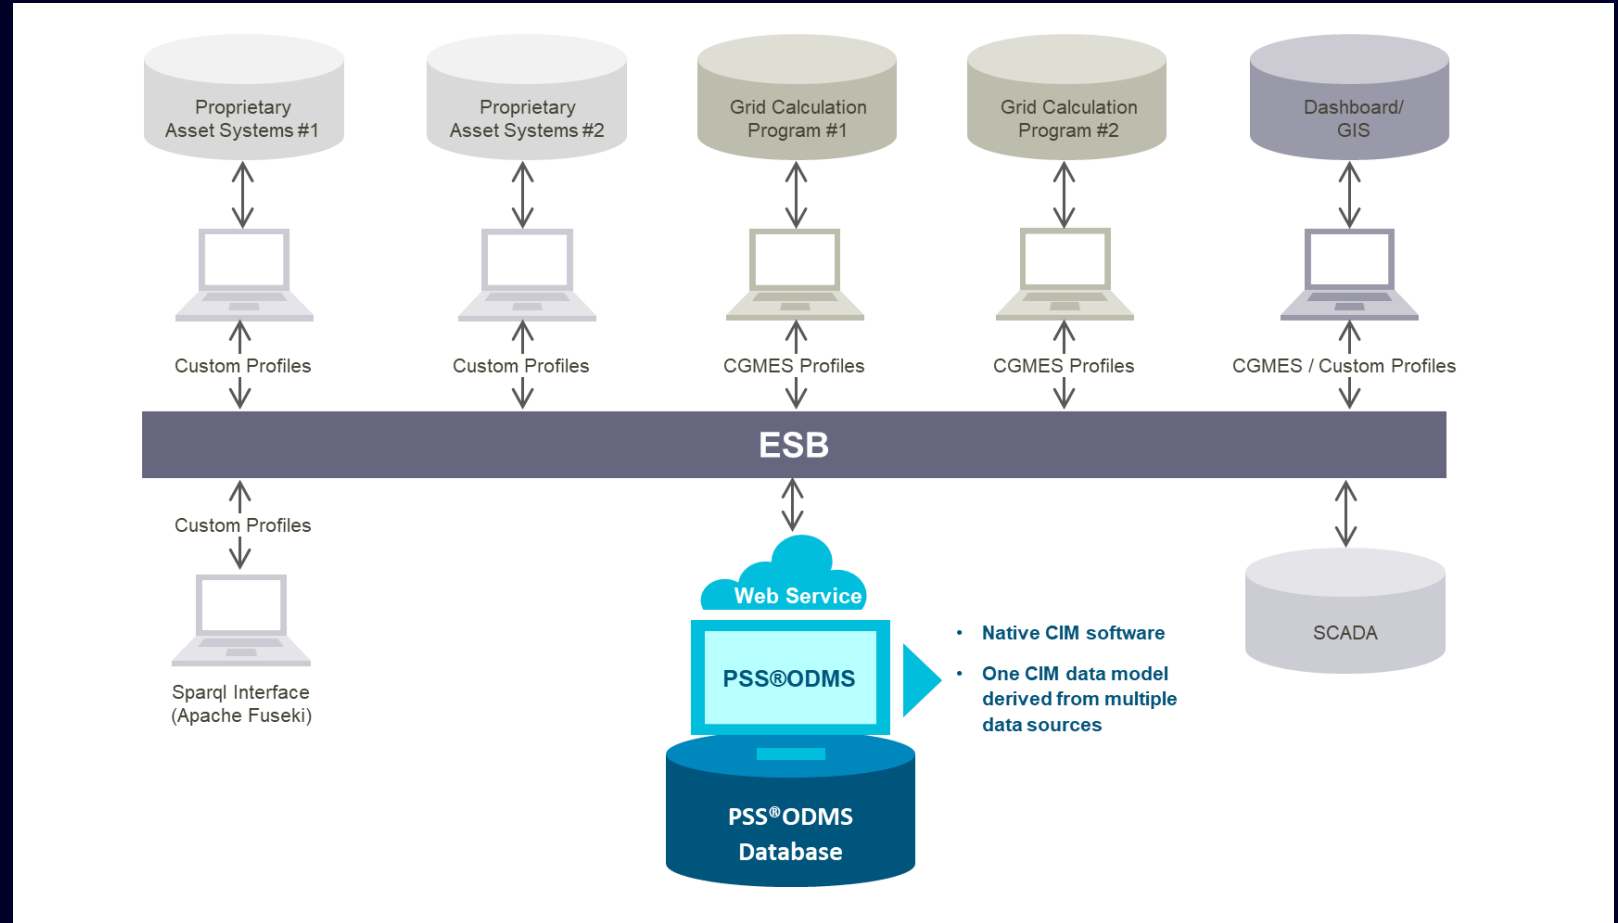 Proprietary
Asset Systems #1
Proprietary
Asset Systems #2
Grid Calculation
Program #1
Grid Calculation
Program #2
Dashboard/
GIS
Custom Profiles
Custom Profiles
CGMES Profiles
CGMES Profiles
CGMES / Custom Profiles
ESB
Custom Profiles
Sparql Interface
(Apache Fuseki)
Web Service
PSS®ODMS
• Native CIM software
• One CIM data model
derived from multiple
data sources
SCADA
PSS®ODMS
Database